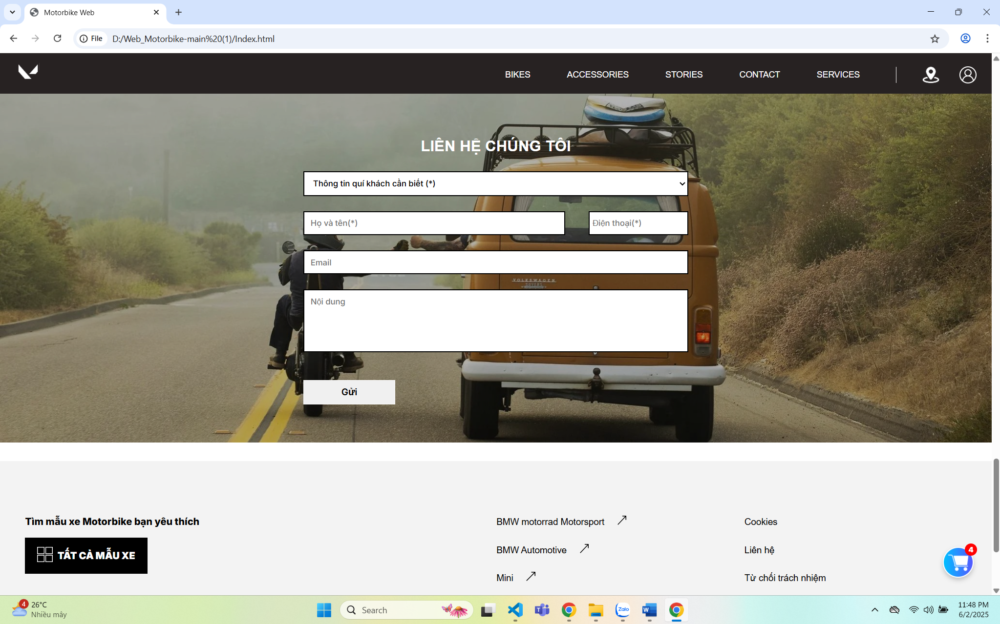 Motorbike Web
File
D:/Web_Motorbike-main%20(1)/Index.html
BIKES
ACCESSORIES
STORIES
CONTACT
SERVICES
LIÊN HỆ CHÚNG TÔI
Thông tin quí khách cần biết (*)
Họ và tên(*)
Điện thoại(*)
Email
VOLKSWAGEN
Nội dung
Gửi
Tìm mẫu xe Motorbike bạn yêu thích
TẤT CẢ MẪU XE
BMW motorrad Motorsport
BMW Automotive
Mini
Cookies
Liên hệ
Từ chối trách nhiệm
4
4
26°C
Nhiều mây
Search
Zalo
11:48 PM
6/2/2025